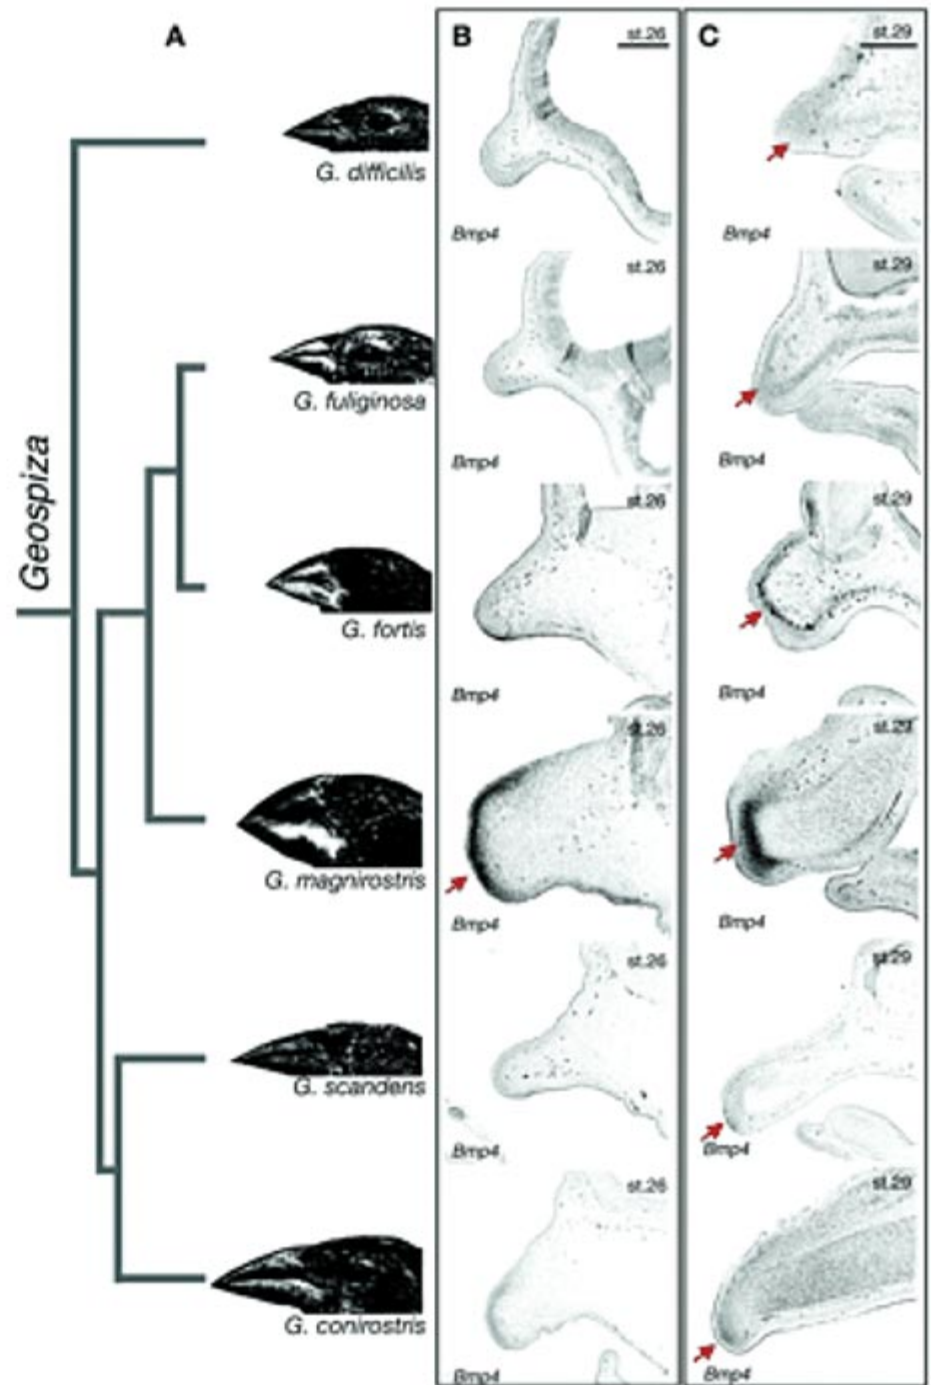 A
B
st.26
C
st.29
G. difficilis
Bmp4
Bmp4
st.26
st.29
G. fuliginosa
Bmp4
Bmp4
Geospiza
st.26
st.29
G. fortis
Bmp4
Bmp4
st.26
st.29
G. magnirostris
Bmp4
Bmp4
st.26
st.29
G. scandens
Bmp4
Bmp4
st.26
st.29
G. conirostris
Bmp4
Bmp4